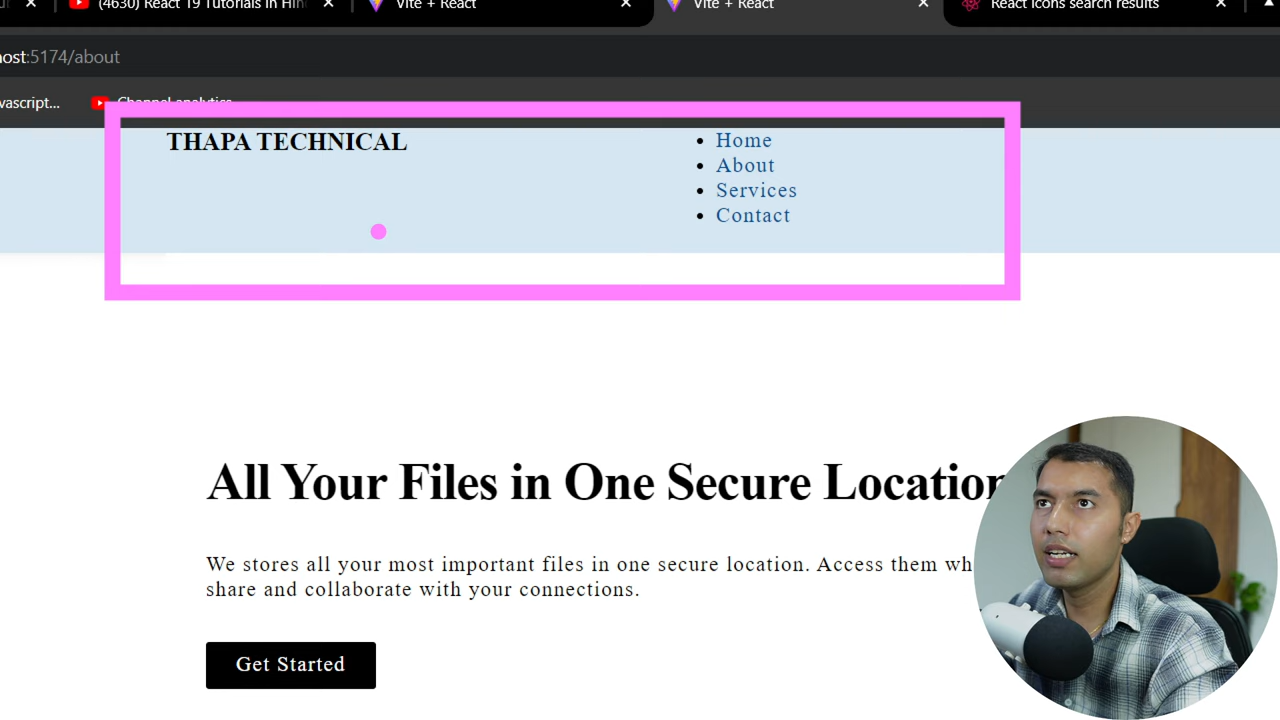 (4630) React 19 Tutorials in Hin
Vite + React
Vite + React
React Icons search results
ost:5174/about
vascript...
Channel analytics
THAPA TECHNICAL
Home
About
Services
Contact
All Your Files in One Secure Location
We stores all your most important files in one secure location. Access them wh
share and collaborate with your connections.
Get Started